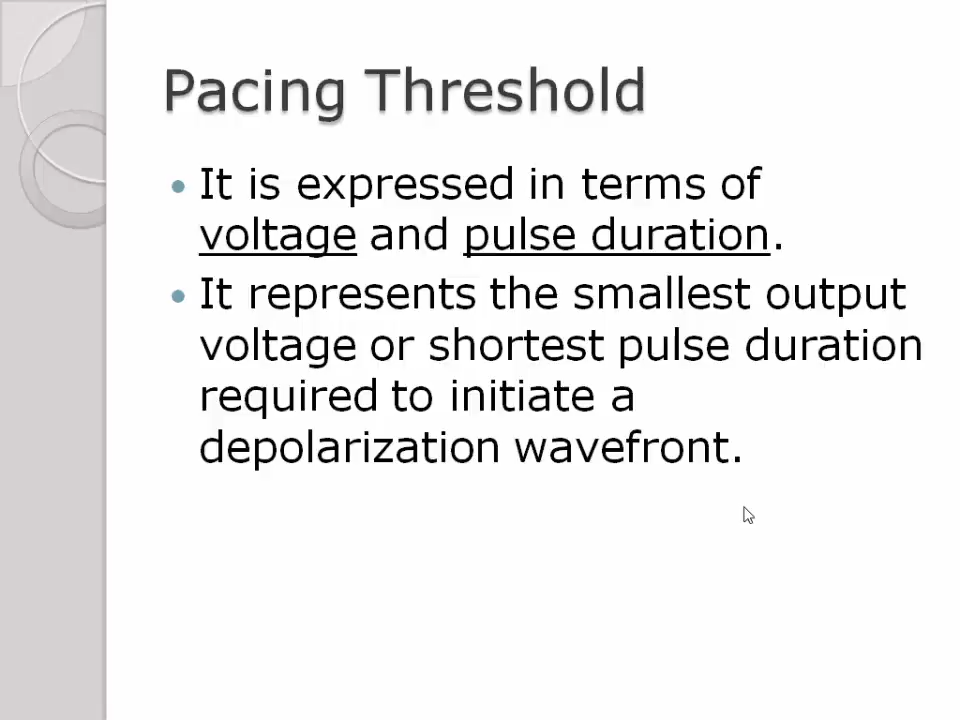 Pacing Threshold
• It is expressed in terms of
voltage and pulse duration.
• It represents the smallest output
voltage or shortest pulse duration
required to initiate a
depolarization wavefront.